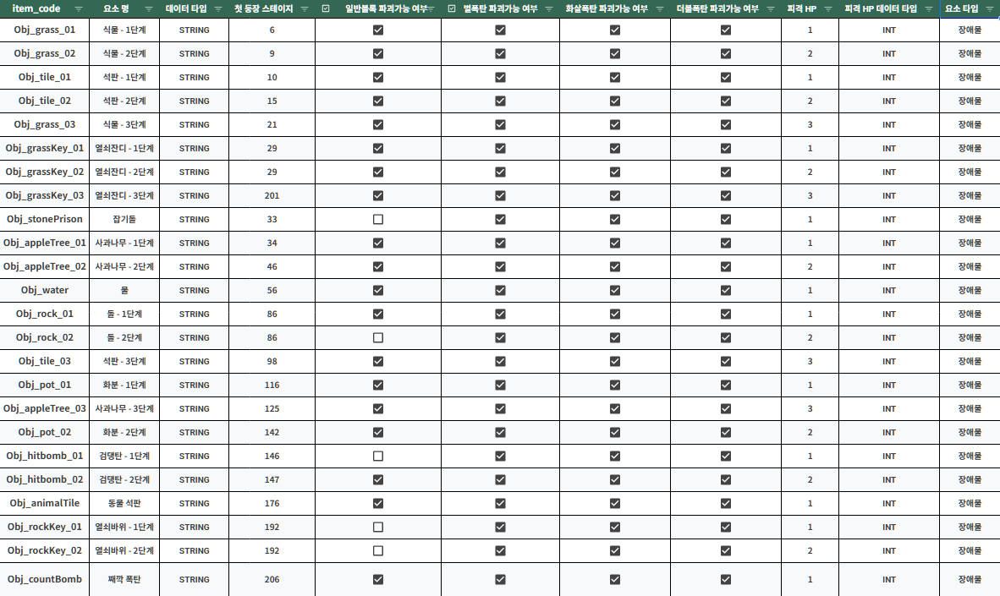 item_code 요소 명 데이터 타입 첫 등장 스테이지 일반블록 파괴가능 여부 벌폭탄 파괴가능 여부 화살폭탄 파괴가능 여부 더블폭탄 파괴가능 여부 피격 HP 피격 HP 데이터 타입 요소 타입
Obj_grass_01 식물 - 1단계 STRING 6 1 INT 장애물
Obj_grass_02 식물 - 2단계 STRING 9 2 INT 장애물
Obj_tile_01 석판 - 1단계 STRING 10 1 INT 장애물
Obj_tile_02 석판 - 2단계 STRING 15 2 INT 장애물
Obj_grass_03 식물 - 3단계 STRING 21 3 INT 장애물
Obj_grassKey_01 열쇠잔디 - 1단계 STRING 29 1 INT 장애물
Obj_grassKey_02 열쇠잔디 - 2단계 STRING 29 2 INT 장애물
Obj_grassKey_03 열쇠잔디 - 3단계 STRING 201 3 INT 장애물
Obj_stonePrison 잡기돌 STRING 33 1 INT 장애물
Obj_appleTree_01 사과나무 - 1단계 STRING 34 1 INT 장애물
Obj_appleTree_02 사과나무 - 2단계 STRING 46 2 INT 장애물
Obj_water 물 STRING 56 1 INT 장애물
Obj_rock_01 돌 - 1단계 STRING 86 1 INT 장애물
Obj_rock_02 돌 - 2단계 STRING 86 2 INT 장애물
Obj_tile_03 석판 - 3단계 STRING 98 3 INT 장애물
Obj_pot_01 화분 - 1단계 STRING 116 1 INT 장애물
Obj_appleTree_03 사과나무 - 3단계 STRING 125 3 INT 장애물
Obj_pot_02 화분 - 2단계 STRING 142 2 INT 장애물
Obj_hitbomb_01 검댕탄 - 1단계 STRING 146 1 INT 장애물
Obj_hitbomb_02 검댕탄 - 2단계 STRING 147 2 INT 장애물
Obj_animalTile 동물 석판 STRING 176 1 INT 장애물
Obj_rockKey_01 열쇠바위 - 1단계 STRING 192 1 INT 장애물
Obj_rockKey_02 열쇠바위 - 2단계 STRING 192 2 INT 장애물
Obj_countBomb 째깍 폭탄 STRING 206 1 INT 장애물